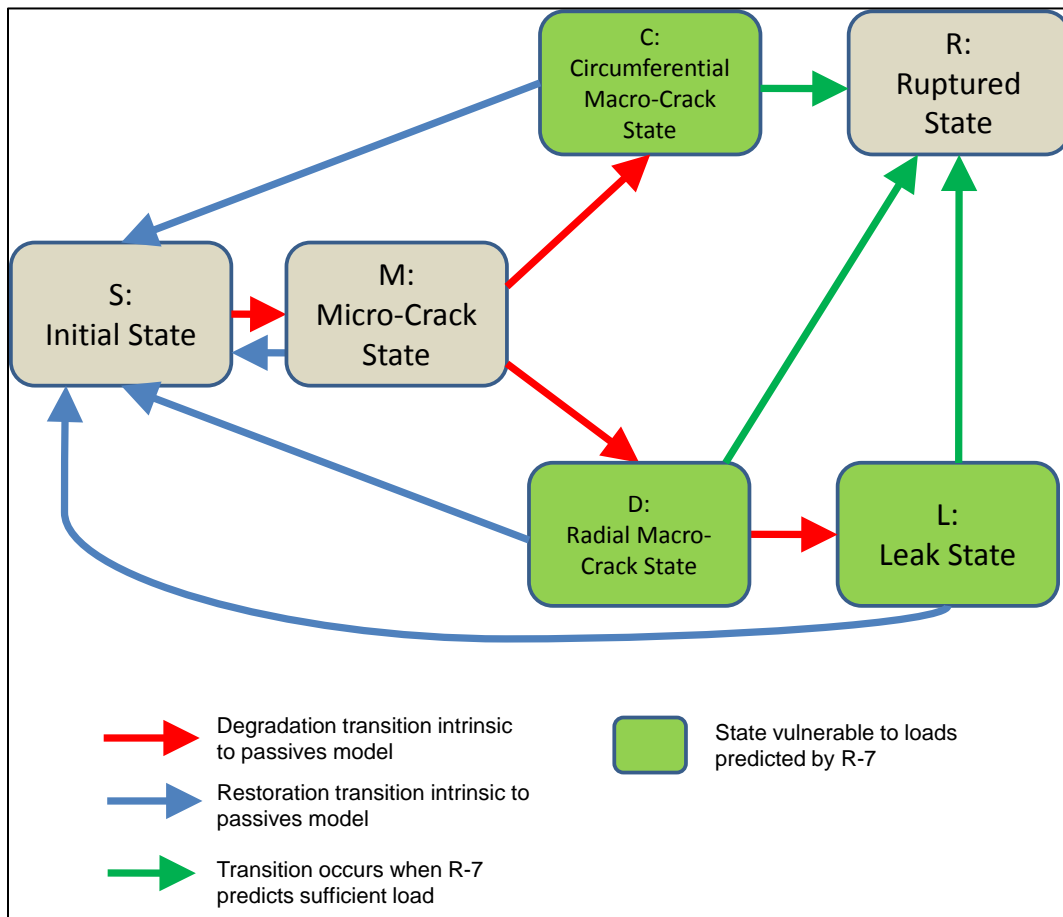 C:
Circumferential
Macro-Crack
State
R:
Ruptured
State
S:
Initial State
M:
Micro-Crack
State
D:
Radial Macro-
Crack State
L:
Leak State
Degradation transition intrinsic
to passives model
Restoration transition intrinsic to
passives model
Transition occurs when R-7
predicts sufficient load
State vulnerable to loads
predicted by R-7